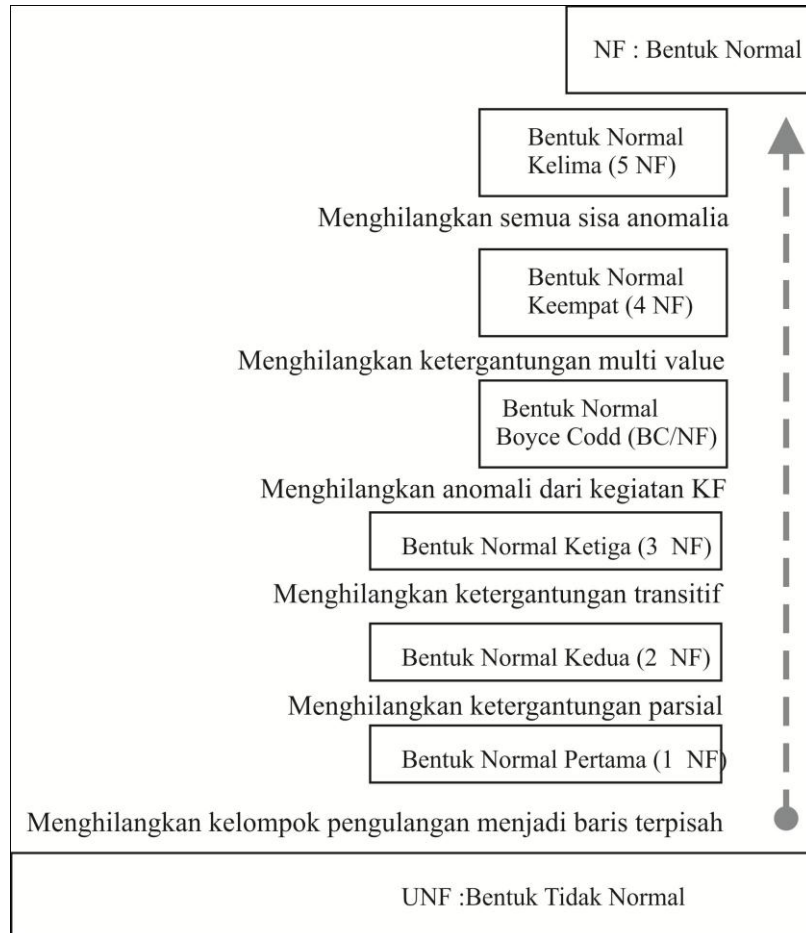 NF : Bentuk Normal
Bentuk Normal
Kelima (5 NF)
Menghilangkan semua sisa anomalia
Bentuk Normal
Keempat (4 NF)
Menghilangkan ketergantungan multi value
Bentuk Normal
Boyce Codd (BC/NF)
Menghilangkan anomali dari kegiatan KF
Bentuk Normal Ketiga (3 NF)
Menghilangkan ketergantungan transitif
Bentuk Normal Kedua (2 NF)
Menghilangkan ketergantungan parsial
Bentuk Normal Pertama (1 NF)
Menghilangkan kelompok pengulangan menjadi baris terpisah
UNF :Bentuk Tidak Normal